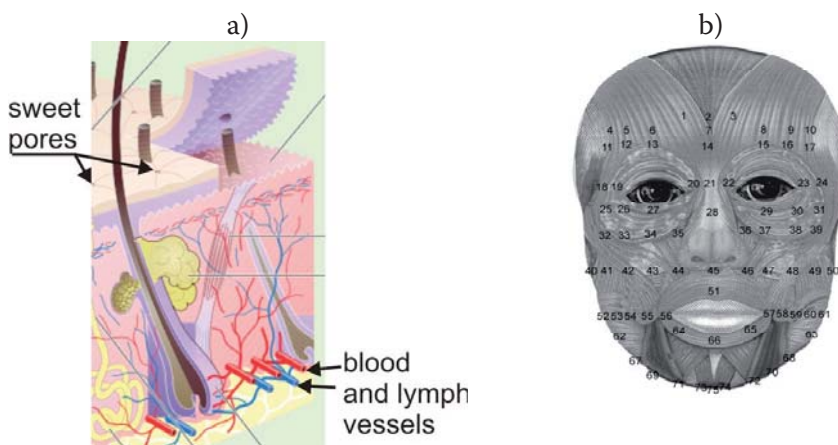 a)
b)
sweet
pores
blood
and lymph
vessels
1 2 3
4 5 6 7 8 9 10
11 12 13 14 15 16 17
18 19 20 21 22 23 24
25 26 27 28 29 30 31
32 33 34 35 36 37 38 39
40 41 42 43 44 45 46 47 48 49 50
51
52 53 54 55 56 57 58 59 60 61
62 64 65 63
66
67 68
69 70
71 73 74 72
75